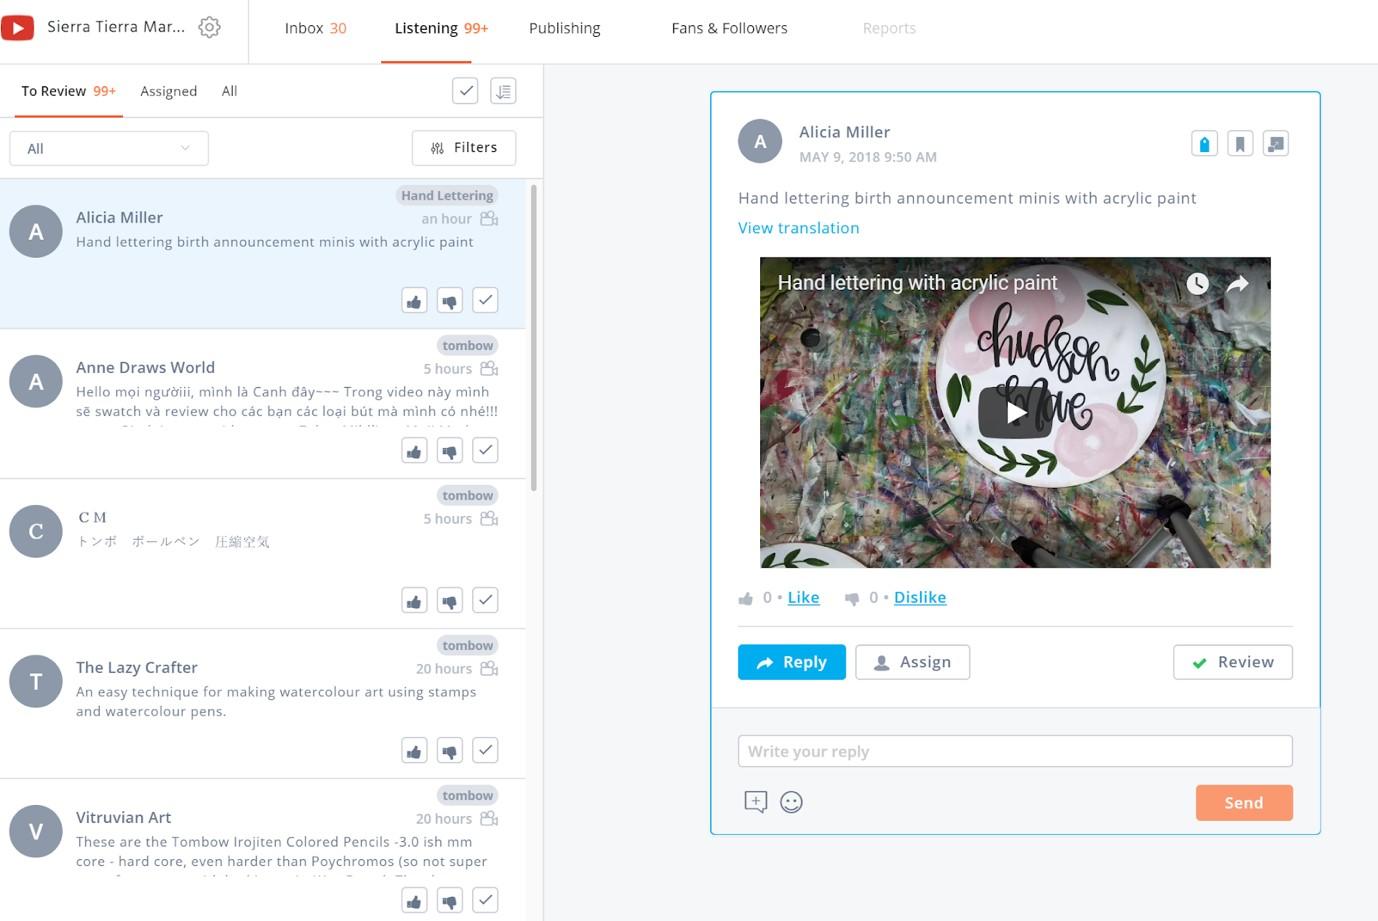 Sierra Tierra Mar...
Inbox 30
Listening 99+
Publishing
Fans & Followers
Reports
To Review 99+
Assigned
All
All
Filters
Hand Lettering
A
Alicia Miller
an hour
Hand lettering birth announcement minis with acrylic paint
tombow
A
Anne Draws World
5 hours
Hello mọi ngườiii, mình là Canh đây~~~ Trong video này mình
sẽ swatch và review cho các bạn các loại bút mà mình có nhé!!!
tombow
C
C M
5 hours
トンボ ボールペン 圧縮空気
tombow
T
The Lazy Crafter
20 hours
An easy technique for making watercolour art using stamps
and watercolour pens.
tombow
V
Vitruvian Art
20 hours
These are the Tombow Irojiten Colored Pencils -3.0 ish mm
core - hard core, even harder than Poychromos (so not super
A
Alicia Miller
MAY 9, 2018 9:50 AM
Hand lettering birth announcement minis with acrylic paint
View translation
Hand lettering with acrylic paint
hudson
0 • Like
0 • Dislike
Reply
Assign
Review
Write your reply
Send